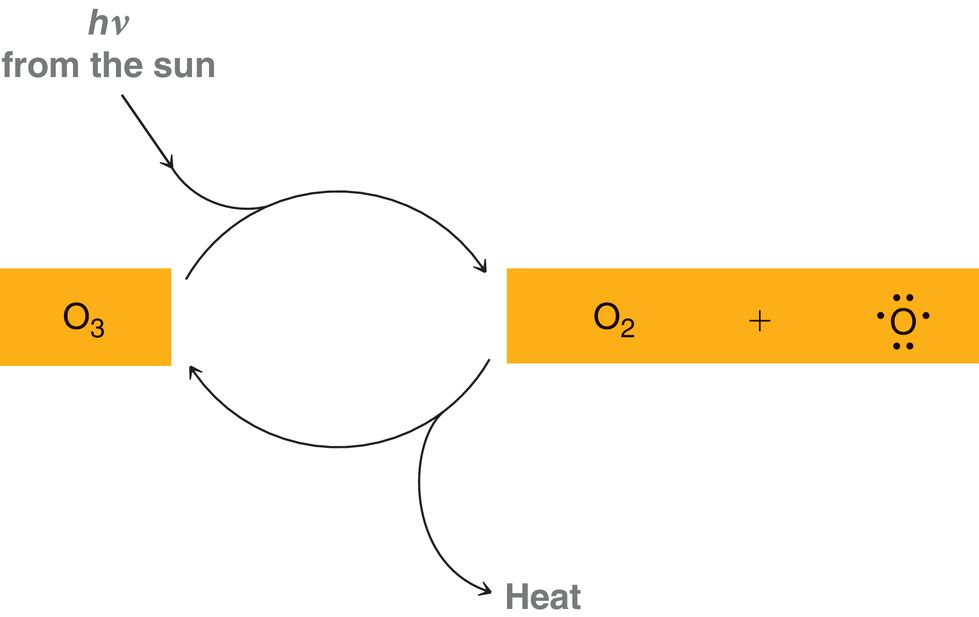 hν
from the sun
O₃
O₂ + O
Heat